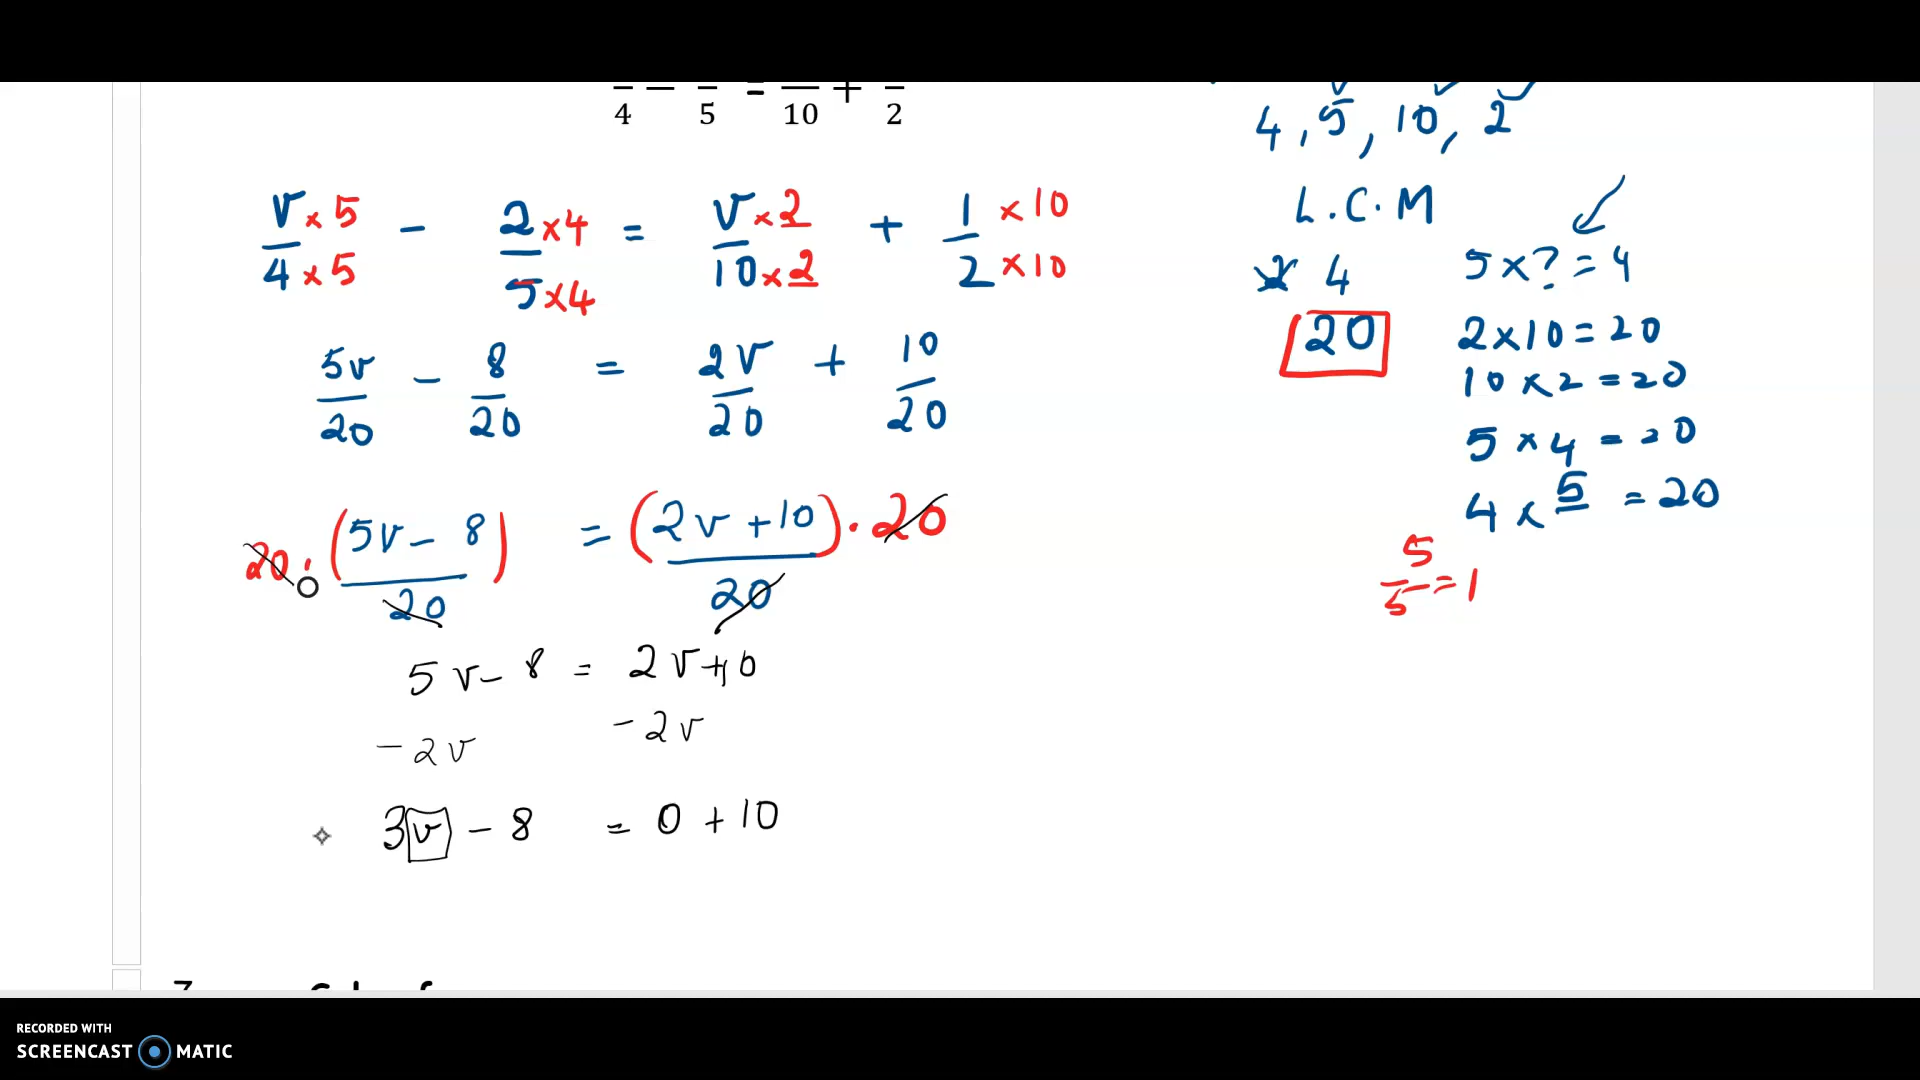 4 − 5 = 10 + 2
4 , 5 , 10 , 2
v × 5 / 4 × 5 − 2 × 4 / 5 × 4 = v × 2 / 10 × 2 + 1 × 10 / 2 × 10
L.C.M
4
5 × ? = 4
20
2 × 10 = 20
10 × 2 = 20
5v/20 − 8/20 = 2v/20 + 10/20
5 × 4 = 20
4 × 5 = 20
20 · (5v − 8)/20 = (2v + 10)/20 · 20
5/5 = 1
5v − 8 = 2v + 10
− 2v − 2v
3v − 8 = 0 + 10
RECORDED WITH
SCREENCAST MATIC